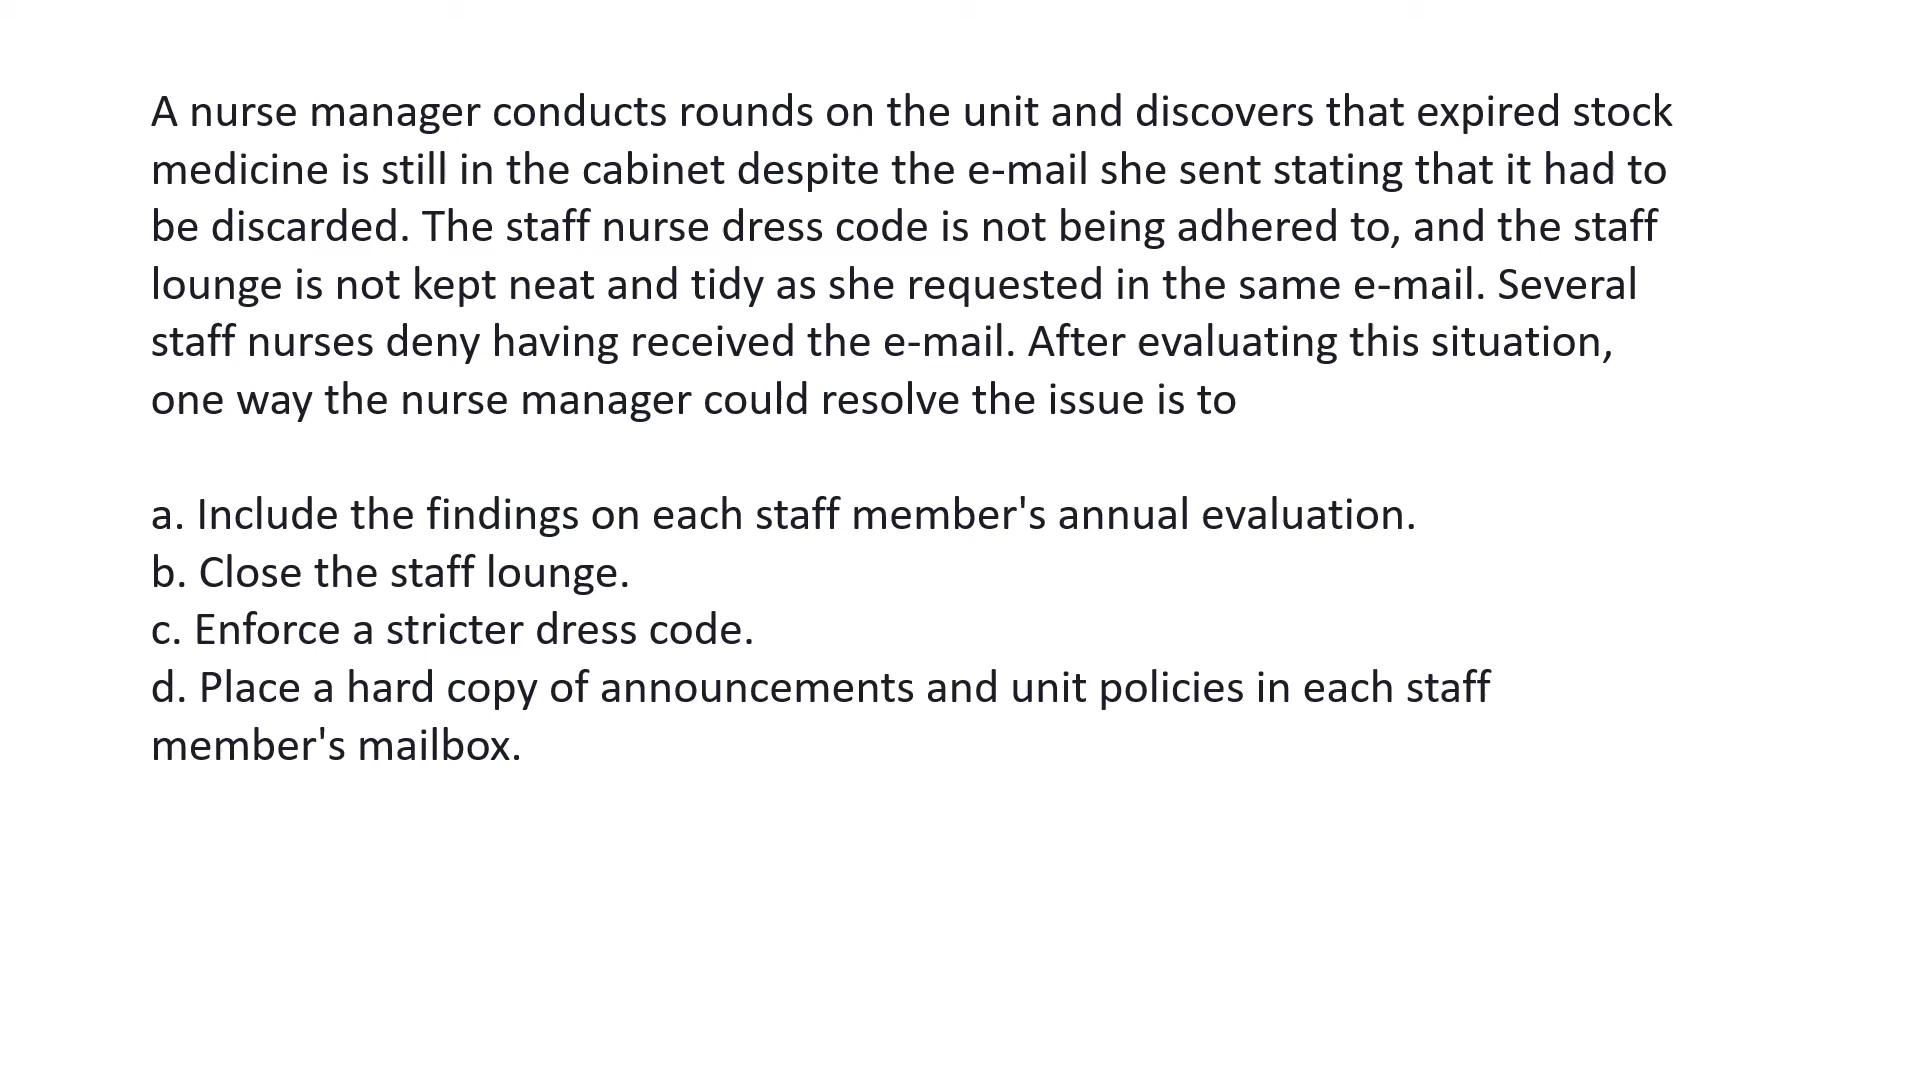 A nurse manager conducts rounds on the unit and discovers that expired stock
medicine is still in the cabinet despite the e-mail she sent stating that it had to
be discarded. The staff nurse dress code is not being adhered to, and the staff
lounge is not kept neat and tidy as she requested in the same e-mail. Several
staff nurses deny having received the e-mail. After evaluating this situation,
one way the nurse manager could resolve the issue is to
a. Include the findings on each staff member's annual evaluation.
b. Close the staff lounge.
c. Enforce a stricter dress code.
d. Place a hard copy of announcements and unit policies in each staff
member's mailbox.